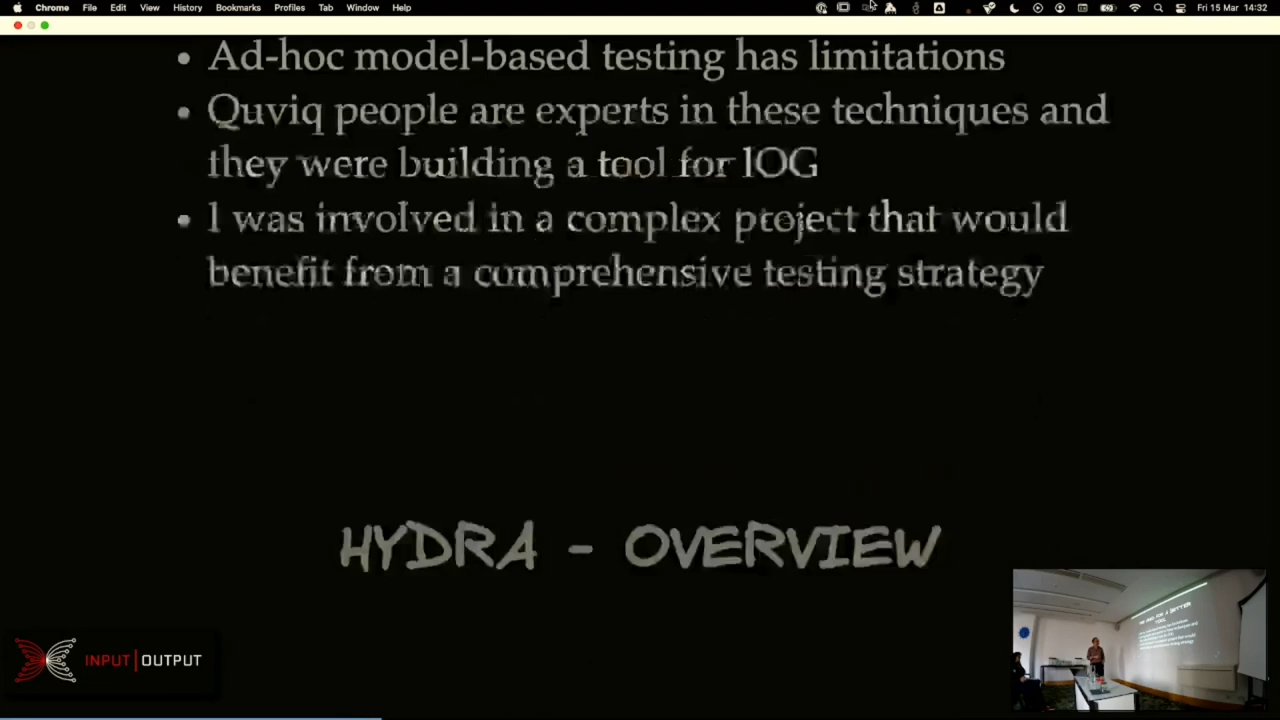 Chrome File Edit View History Bookmarks Profiles Tab Window Help Fri 15 Mar 14:32
• Ad-hoc model-based testing has limitations
• Quviq people are experts in these techniques and
they were building a tool for IOG
• I was involved in a complex project that would
benefit from a comprehensive testing strategy
HYDRA - OVERVIEW
INPUT|OUTPUT